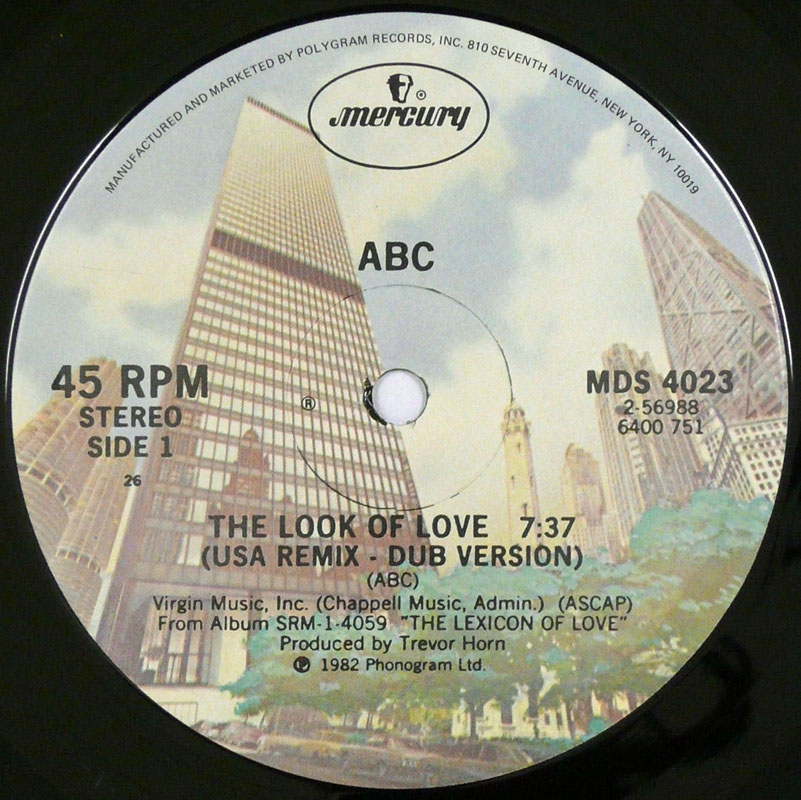 MANUFACTURED AND MARKETED BY POLYGRAM RECORDS, INC. 810 SEVENTH AVENUE, NEW YORK, NY 10019
mercury ®
ABC
45 RPM
STEREO
SIDE 1
26
®
MDS 4023
2-56988
6400 751
THE LOOK OF LOVE 7:37
(USA REMIX - DUB VERSION)
(ABC)
Virgin Music, Inc. (Chappell Music, Admin.) (ASCAP)
From Album SRM-1-4059 "THE LEXICON OF LOVE"
Produced by Trevor Horn
℗ 1982 Phonogram Ltd.